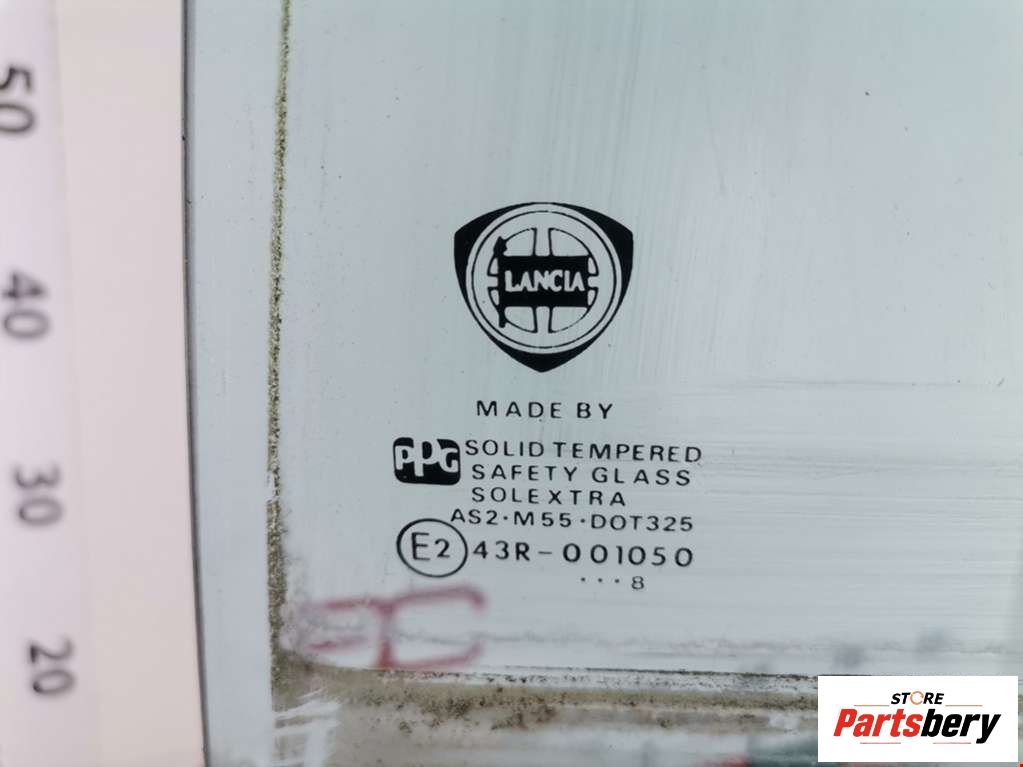 50
40
30
20
LANCIA
MADE BY
PPG SOLID TEMPERED
SAFETY GLASS
SOLEXTRA
AS2·M55·DOT325
E2 43R-001050
···8
STORE
Partsbery